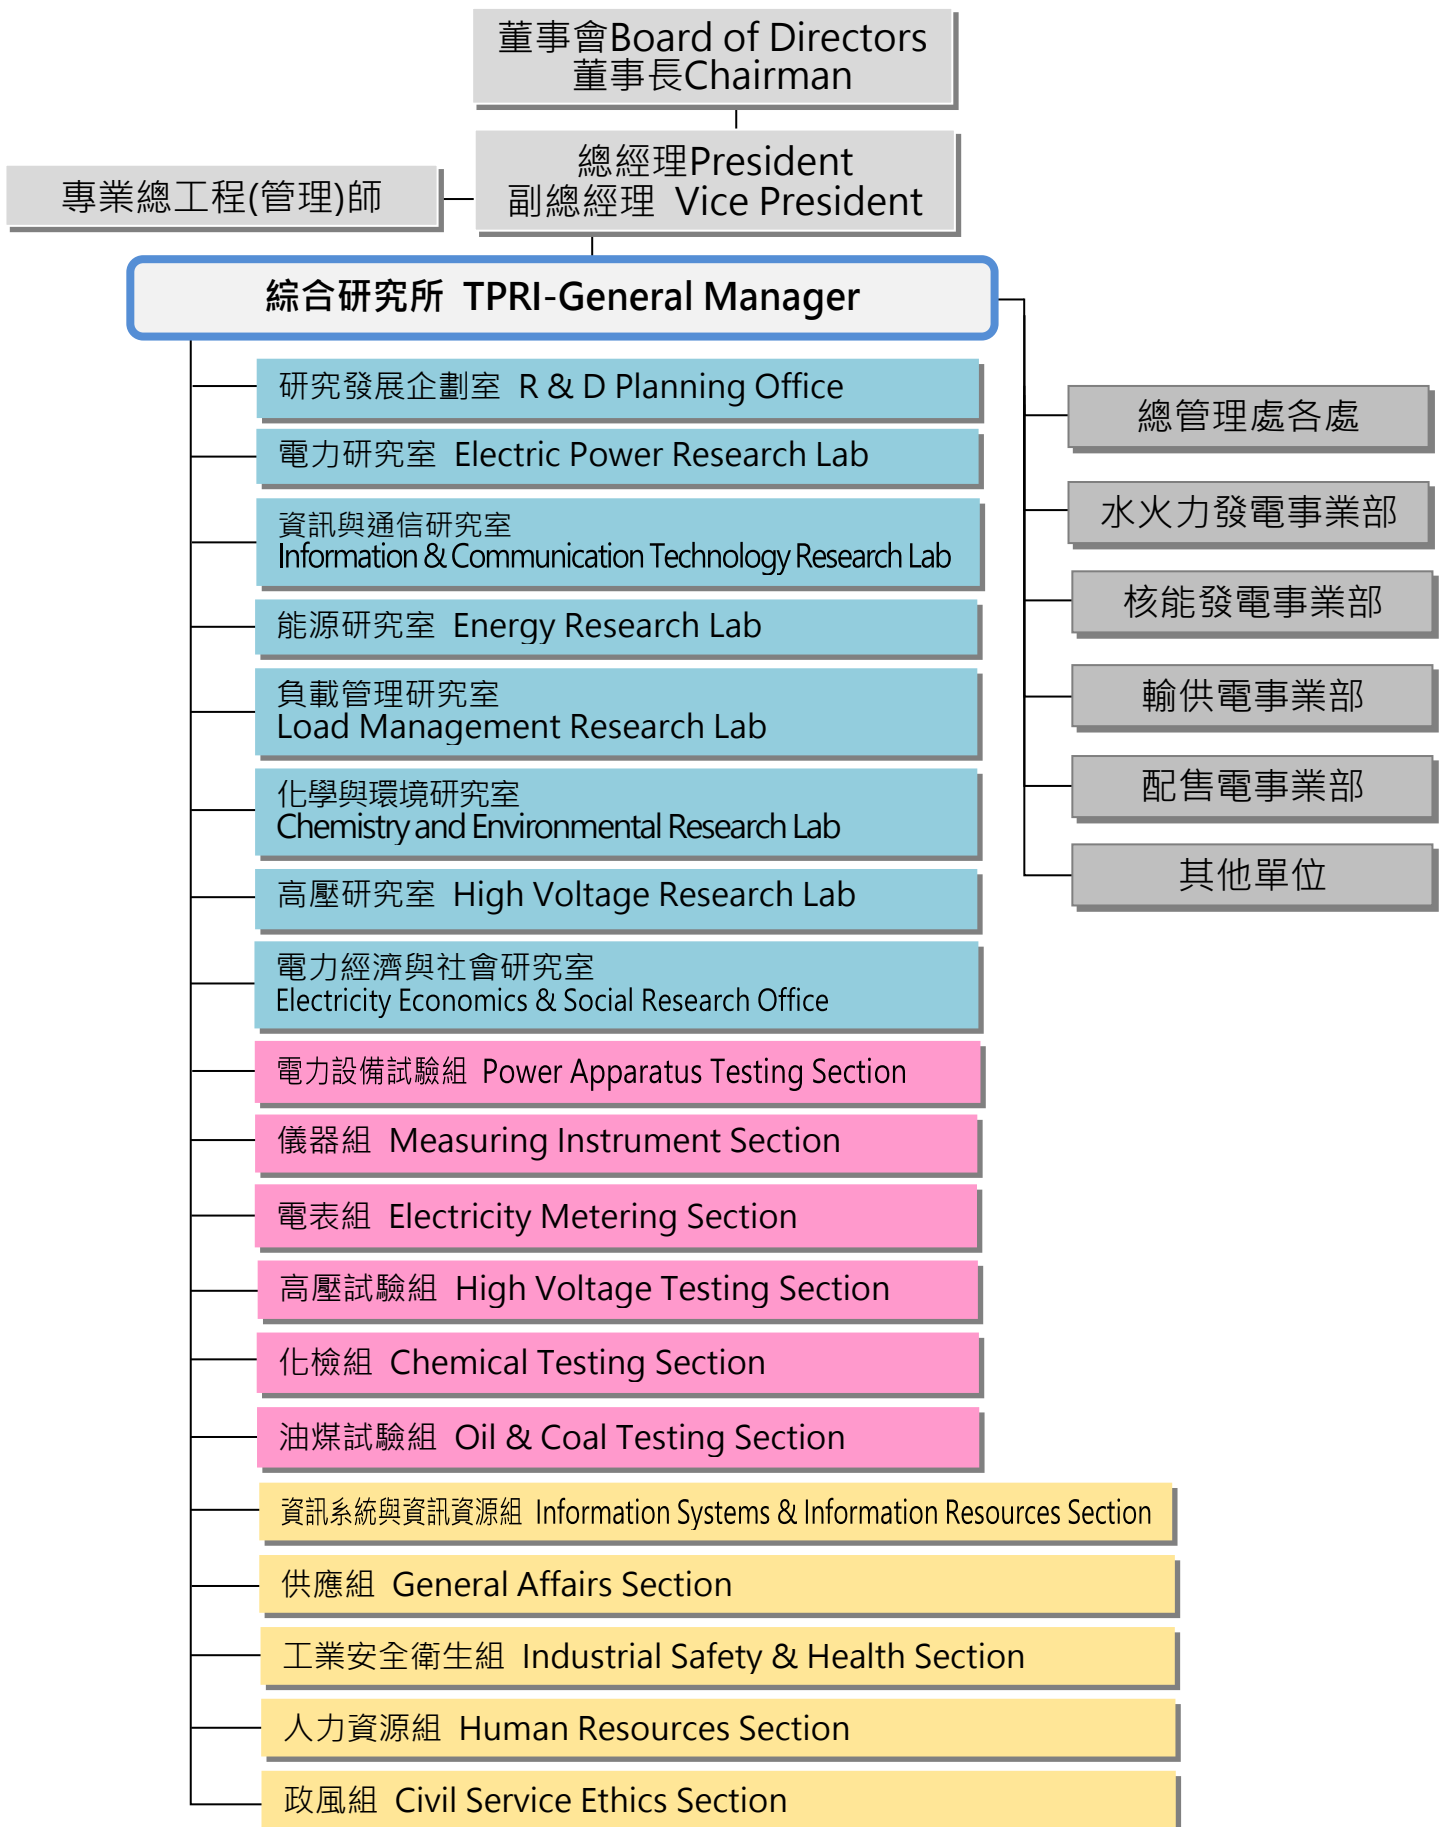 董事會Board of Directors
董事長Chairman
總經理President
副總經理 Vice President
專業總工程(管理)師
綜合研究所 TPRI-General Manager
研究發展企劃室 R & D Planning Office
電力研究室 Electric Power Research Lab
資訊與通信研究室
Information & Communication Technology Research Lab
能源研究室 Energy Research Lab
負載管理研究室
Load Management Research Lab
化學與環境研究室
Chemistry and Environmental Research Lab
高壓研究室 High Voltage Research Lab
電力經濟與社會研究室
Electricity Economics & Social Research Office
電力設備試驗組 Power Apparatus Testing Section
儀器組 Measuring Instrument Section
電表組 Electricity Metering Section
高壓試驗組 High Voltage Testing Section
化檢組 Chemical Testing Section
油煤試驗組 Oil & Coal Testing Section
資訊系統與資訊資源組 Information Systems & Information Resources Section
供應組 General Affairs Section
工業安全衛生組 Industrial Safety & Health Section
人力資源組 Human Resources Section
政風組 Civil Service Ethics Section
總管理處各處
水火力發電事業部
核能發電事業部
輸供電事業部
配售電事業部
其他單位